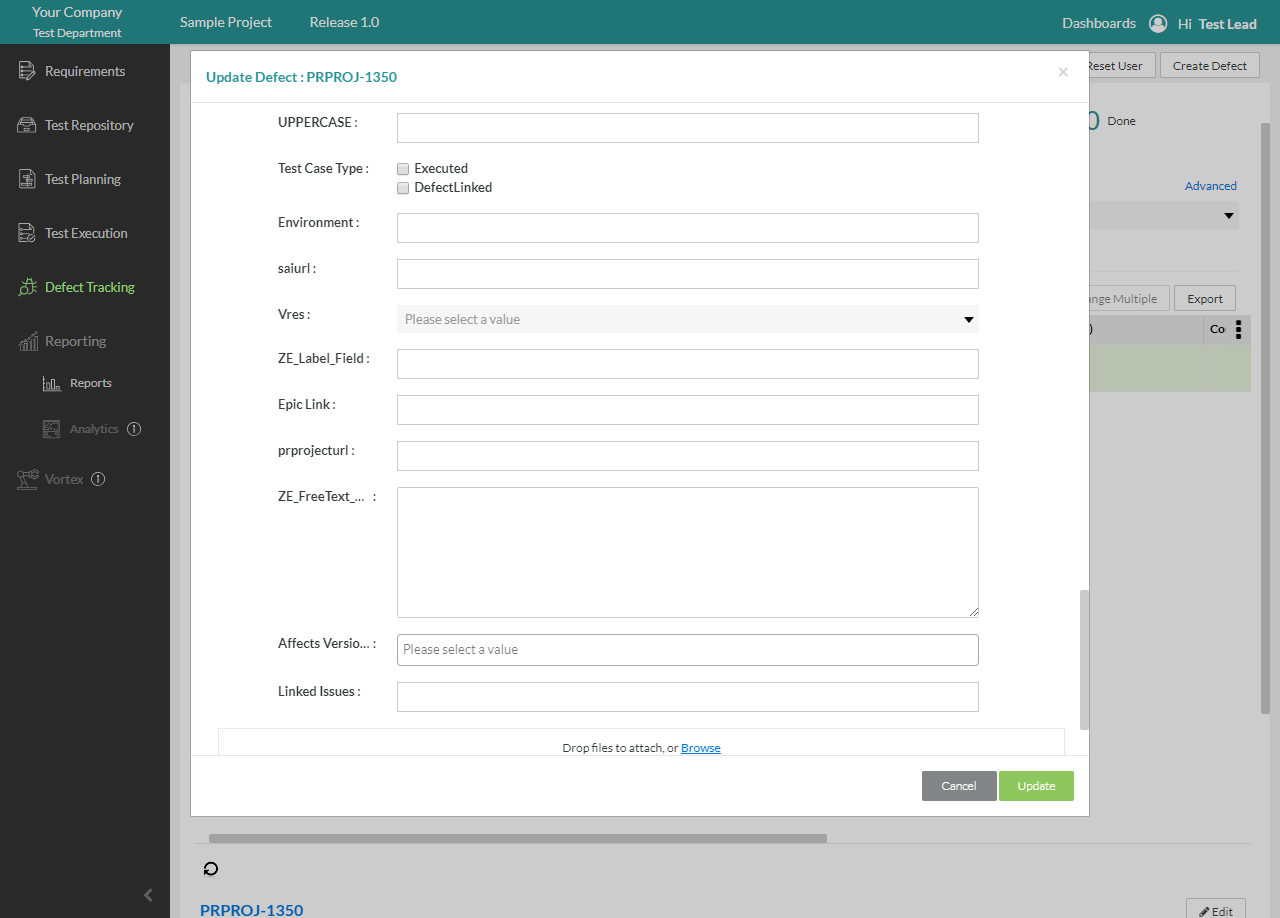 Your Company
Test Department
Sample Project
Release 1.0
Dashboards
Hi Test Lead
Requirements
Test Repository
Test Planning
Test Execution
Defect Tracking
Reporting
Reports
Analytics
Vortex
Update Defect : PRPROJ-1350
×
Reset User
Create Defect
Done
Advanced
Multiple
Export
Co
UPPERCASE :
Test Case Type :
Executed
DefectLinked
Environment :
saiurl :
Vres :
Please select a value
ZE_Label_Field :
Epic Link :
prprojecturl :
ZE_FreeText_... :
Affects Versio... :
Please select a value
Linked Issues :
Drop files to attach, or Browse
Cancel
Update
PRPROJ-1350
Edit